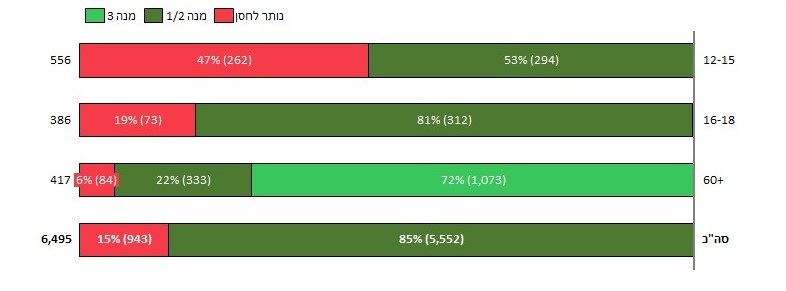 מנה 3 מנה 1/2 נותר לחסן
12-15 53% (294) 47% (262) 556
16-18 81% (312) 19% (73) 386
60+ 72% (1,073) 22% (333) 6% (84) 417
סה"כ 85% (5,552) 15% (943) 6,495